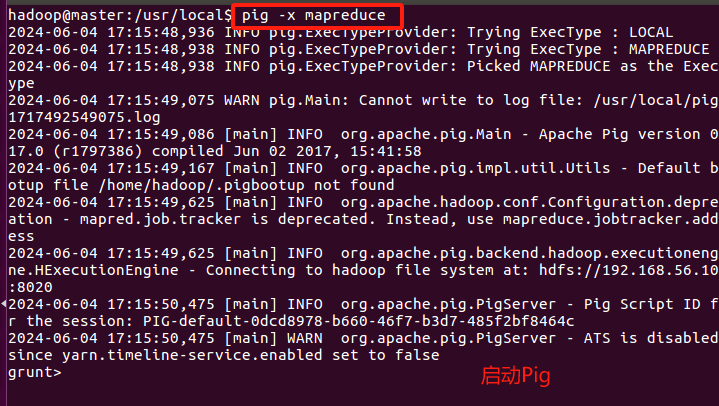 hadoop@master:/usr/local$ pig -x mapreduce
2024-06-04 17:15:48,936 INFO pig.ExecTypeProvider: Trying ExecType : LOCAL
2024-06-04 17:15:48,938 INFO pig.ExecTypeProvider: Trying ExecType : MAPREDUCE
2024-06-04 17:15:48,938 INFO pig.ExecTypeProvider: Picked MAPREDUCE as the Exec
ype
2024-06-04 17:15:49,075 WARN pig.Main: Cannot write to log file: /usr/local/pig
1717492549075.log
2024-06-04 17:15:49,086 [main] INFO  org.apache.pig.Main - Apache Pig version 0
17.0 (r1797386) compiled Jun 02 2017, 15:41:58
2024-06-04 17:15:49,167 [main] INFO  org.apache.pig.impl.util.Utils - Default b
otup file /home/hadoop/.pigbootup not found
2024-06-04 17:15:49,625 [main] INFO  org.apache.hadoop.conf.Configuration.depre
ation - mapred.job.tracker is deprecated. Instead, use mapreduce.jobtracker.add
ess
2024-06-04 17:15:49,625 [main] INFO  org.apache.pig.backend.hadoop.executioneng
ne.HExecutionEngine - Connecting to hadoop file system at: hdfs://192.168.56.10
:8020
2024-06-04 17:15:50,475 [main] INFO  org.apache.pig.PigServer - Pig Script ID f
r the session: PIG-default-0dcd8978-b660-46f7-b3d7-485f2bf8464c
2024-06-04 17:15:50,475 [main] WARN  org.apache.pig.PigServer - ATS is disabled
since yarn.timeline-service.enabled set to false
grunt>
启动Pig